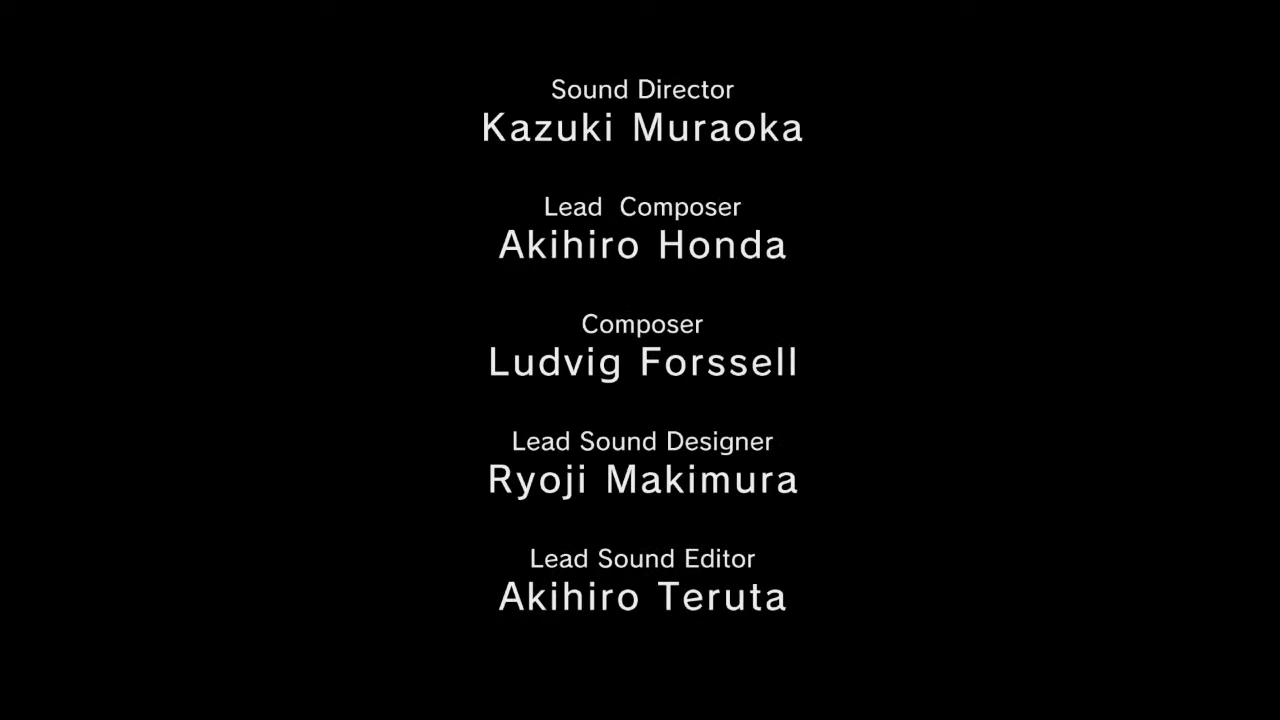 Sound Director
Kazuki Muraoka
Lead  Composer
Akihiro Honda
Composer
Ludvig Forssell
Lead Sound Designer
Ryoji Makimura
Lead Sound Editor
Akihiro Teruta